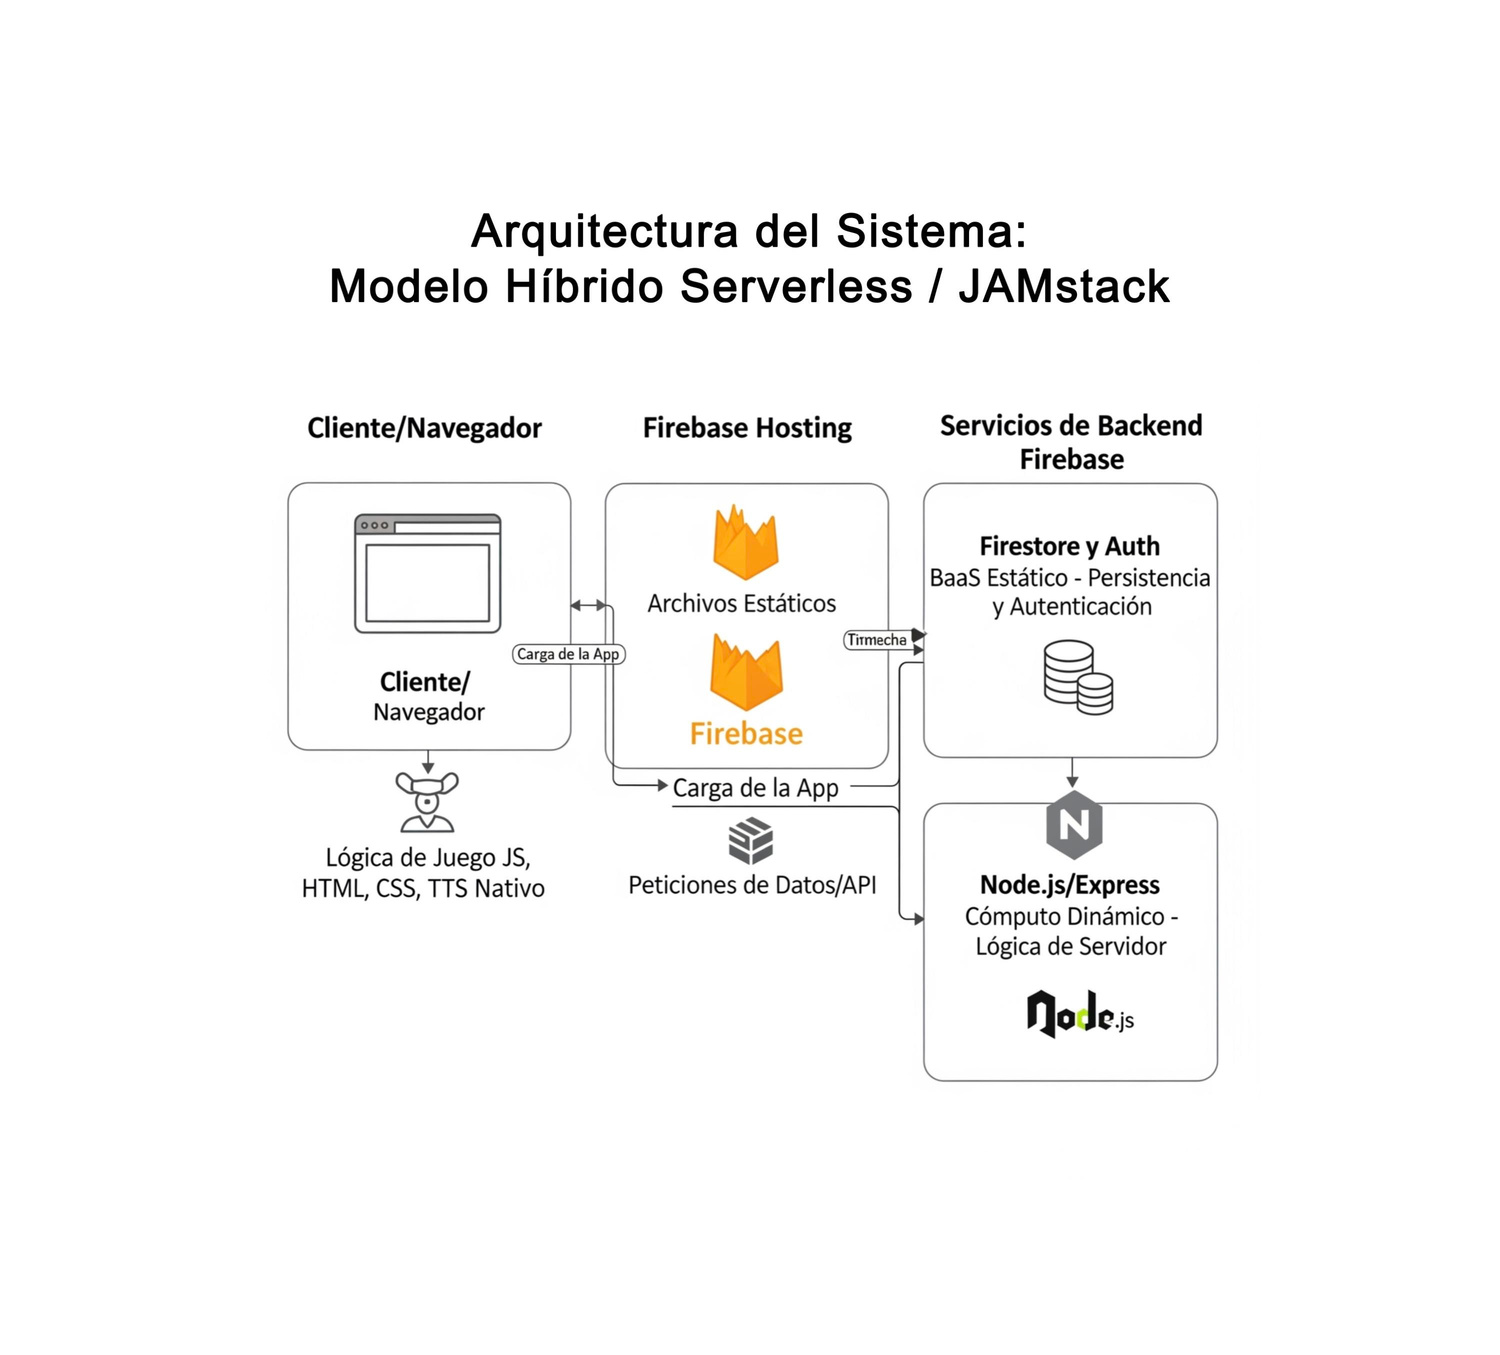 Arquitectura del Sistema:
Modelo Híbrido Serverless / JAMstack
Cliente/Navegador
Firebase Hosting
Servicios de Backend
Firebase
Cliente/
Navegador
Carga de la App
Lógica de Juego JS,
HTML, CSS, TTS Nativo
Archivos Estáticos
Firebase
Tirmecha
Carga de la App
Peticiones de Datos/API
Firestore y Auth
BaaS Estático - Persistencia
y Autenticación
N
Node.js/Express
Cómputo Dinámico -
Lógica de Servidor
node.js